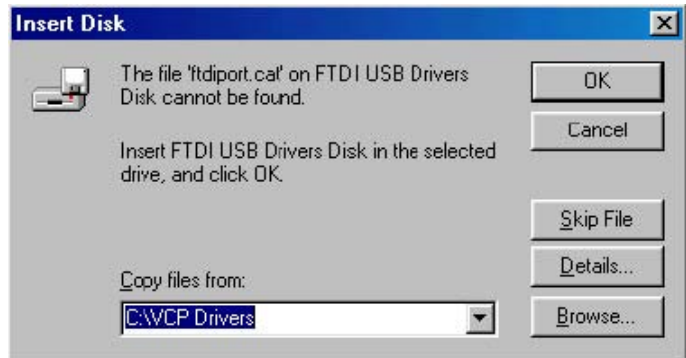 Insert Disk
The file 'ftdiport.cat' on FTDI USB Drivers
Disk cannot be found.
Insert FTDI USB Drivers Disk in the selected
drive, and click OK.
Copy files from:
C:\VCP Drivers
OK
Cancel
Skip File
Details...
Browse...